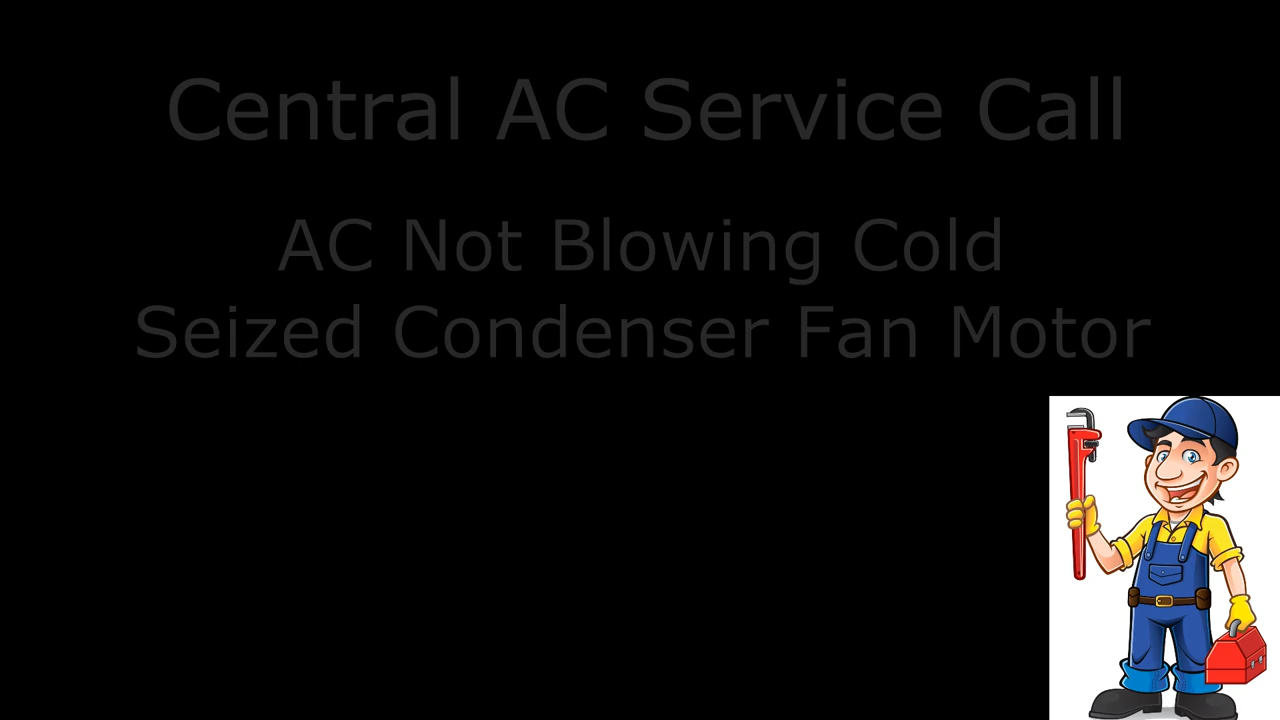 Central AC Service Call
AC Not Blowing Cold
Seized Condenser Fan Motor